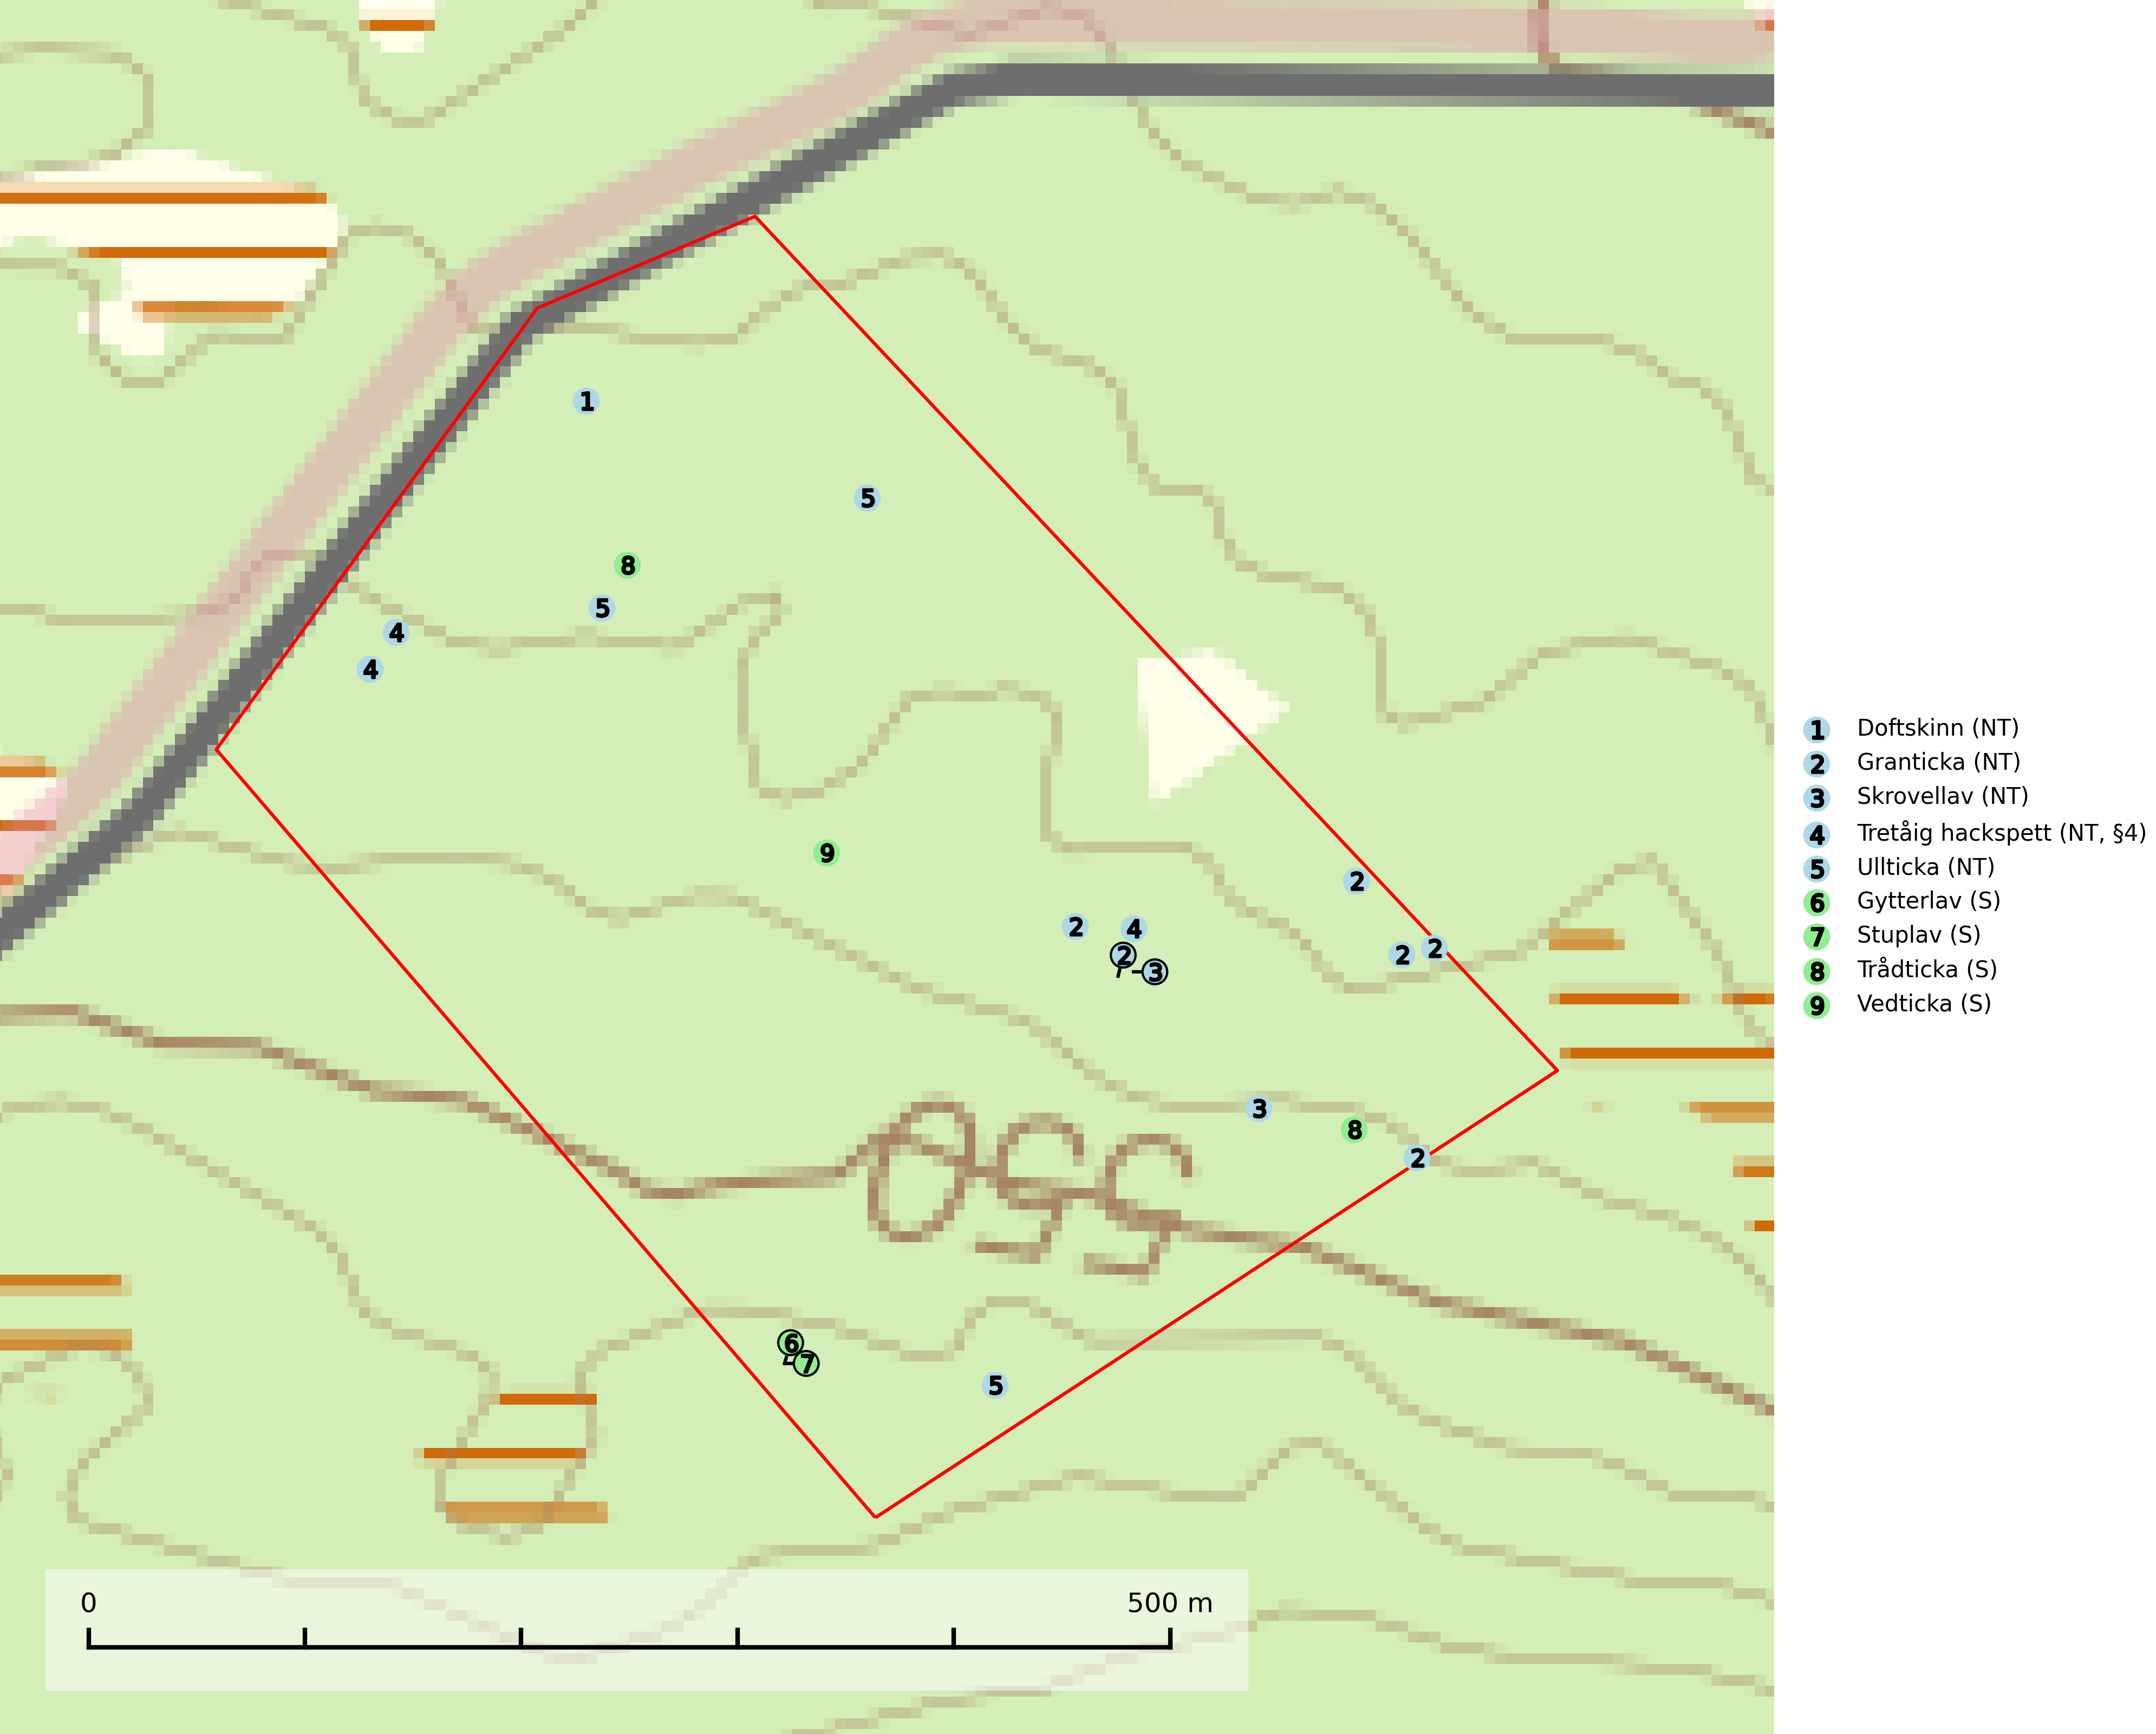 1
5
8
5
4
4
9
2
2
4
2
2
2
3
3
8
2
6
7
5
0 500 m
1 Doftskinn (NT)
2 Granticka (NT)
3 Skrovellav (NT)
4 Tretåig hackspett (NT, §4)
5 Ullticka (NT)
6 Gytterlav (S)
7 Stuplav (S)
8 Trådticka (S)
9 Vedticka (S)